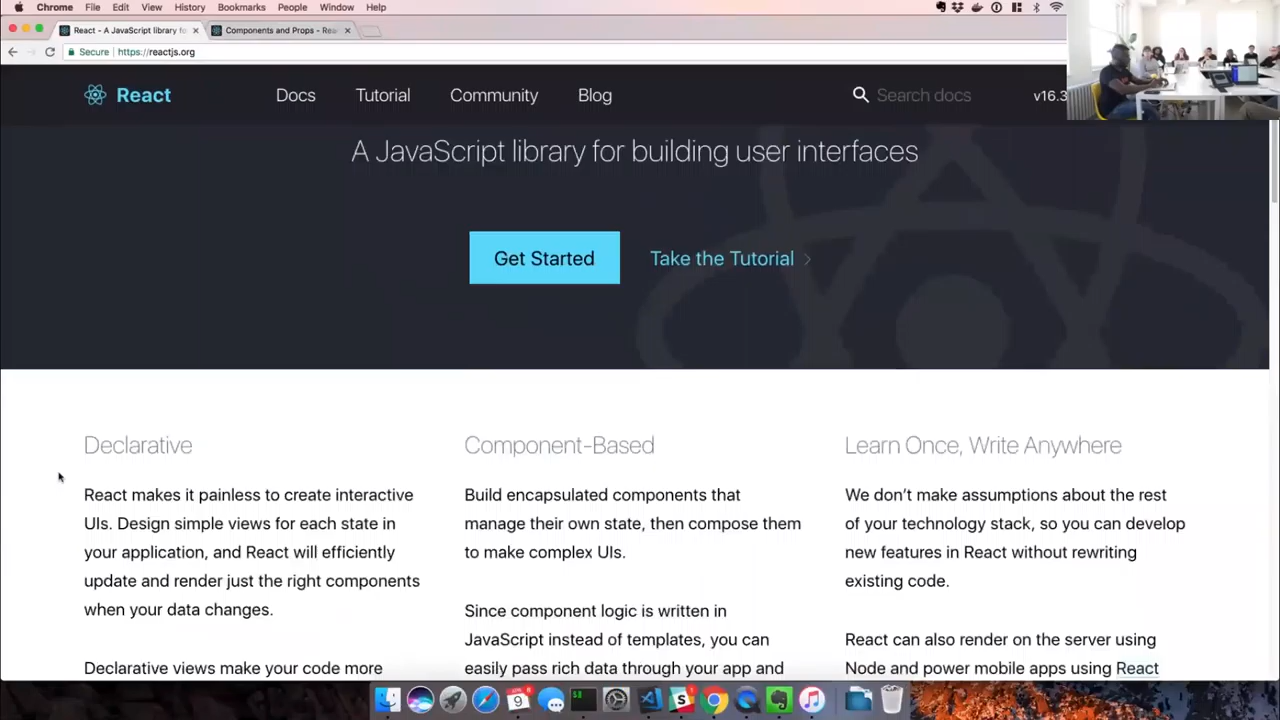 Chrome File Edit View History Bookmarks People Window Help
React - A JavaScript library fo Components and Props - Rea
Secure https://reactjs.org
React Docs Tutorial Community Blog Search docs v16.3
A JavaScript library for building user interfaces
Get Started Take the Tutorial
Declarative
React makes it painless to create interactive
UIs. Design simple views for each state in
your application, and React will efficiently
update and render just the right components
when your data changes.
Declarative views make your code more
Component-Based
Build encapsulated components that
manage their own state, then compose them
to make complex UIs.
Since component logic is written in
JavaScript instead of templates, you can
easily pass rich data through your app and
Learn Once, Write Anywhere
We don’t make assumptions about the rest
of your technology stack, so you can develop
new features in React without rewriting
existing code.
React can also render on the server using
Node and power mobile apps using React
9